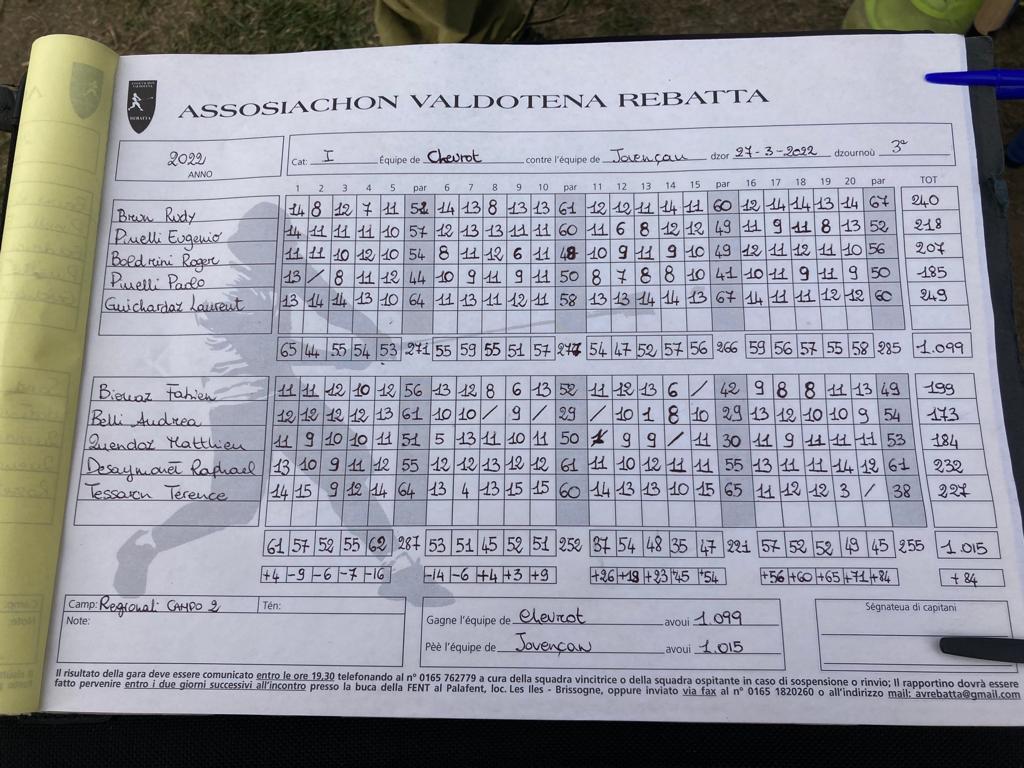 ASSOSIACHON VALDOTENA REBATTA
2022
ANNO
Cat: I Équipe de Chevrot contre l'équipe de Jovençan dzor 27-3-2022 dzournoù 3ª
1 2 3 4 5 par 6 7 8 9 10 par 11 12 13 14 15 par 16 17 18 19 20 par TOT
Brun Rudy 14 8 12 7 11 52 14 13 8 13 13 61 12 12 11 14 11 60 12 14 14 13 14 67 240
Pinelli Eugenio 14 11 11 11 10 57 12 13 13 11 11 60 11 6 8 12 12 49 11 9 11 8 13 52 218
Boldrini Roger 11 11 10 12 10 54 8 11 12 6 11 48 10 9 11 9 10 49 12 11 12 11 10 56 207
Pinelli Paolo 13 / 8 11 12 44 10 9 11 9 11 50 8 7 8 8 10 41 10 11 9 11 9 50 185
Guichardaz Laurent 13 14 14 13 10 64 11 13 11 12 11 58 13 13 14 14 13 67 14 11 11 12 12 60 249
65 44 55 54 53 271 55 59 55 51 57 277 54 47 52 57 56 266 59 56 57 55 58 285 1.099
Bionaz Fabien 11 11 12 10 12 56 13 12 8 6 13 52 11 12 13 6 / 42 9 8 8 11 13 49 199
Belli Andrea 12 12 12 12 13 61 10 10 / 9 / 29 / 10 1 8 10 29 13 12 10 10 9 54 173
Quendoz Matthieu 11 9 10 10 11 51 5 13 11 10 11 50 1 9 9 / 11 30 11 9 11 11 11 53 184
Desaymonet Raphael 13 10 9 11 12 55 12 12 13 12 12 61 11 10 12 11 11 55 13 11 11 14 12 61 232
Tessaron Térence 14 15 9 12 14 64 13 4 13 15 15 60 14 13 13 10 15 65 11 12 12 3 / 38 227
61 57 52 55 62 287 53 51 45 52 51 252 37 54 48 35 47 221 57 52 52 49 45 255 1.015
+4 -9 -6 -7 -16 -14 -6 +4 +3 +9 +26 +19 +23 +45 +54 +56 +60 +65 +71 +84 +84
Camp: Regional: CAMPO 2 Tén:
Note:
Gagne l'équipe de Chevrot avoui 1.099
Pèè l'équipe de Jovençan avoui 1.015
Ségnateua di capitani
Il risultato della gara deve essere comunicato entro le ore 19,30 telefonando al n° 0165 762779 a cura della squadra vincitrice o della squadra ospitante in caso di sospensione o rinvio; Il rapportino dovrà essere
fatto pervenire entro i due giorni successivi all'incontro presso la buca della FENT al Palafent, loc. Les Iles - Brissogne, oppure inviato via fax al n° 0165 1820260 o all'indirizzo mail: avrebatta@gmail.com